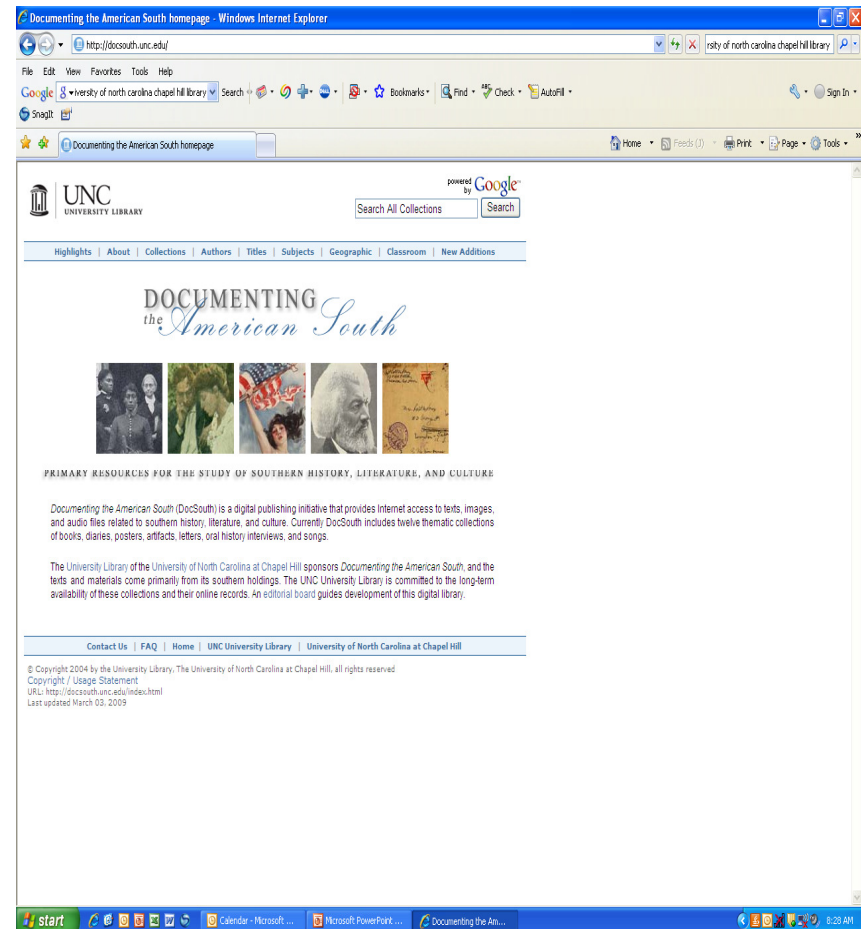 Documenting the American South homepage - Windows Internet Explorer
http://docsouth.unc.edu/ rsity of north carolina chapel hill library
File Edit View Favorites Tools Help
Google iversity of north carolina chapel hill library Search Bookmarks Find Check AutoFill Sign In
SnagIt
Documenting the American South homepage Home Feeds (J) Print Page Tools
UNC
UNIVERSITY LIBRARY
powered by Google
Search All Collections Search
Highlights | About | Collections | Authors | Titles | Subjects | Geographic | Classroom | New Additions
DOCUMENTING
the American South
PRIMARY RESOURCES FOR THE STUDY OF SOUTHERN HISTORY, LITERATURE, AND CULTURE
Documenting the American South (DocSouth) is a digital publishing initiative that provides Internet access to texts, images,
and audio files related to southern history, literature, and culture. Currently DocSouth includes twelve thematic collections
of books, diaries, posters, artifacts, letters, oral history interviews, and songs.
The University Library of the University of North Carolina at Chapel Hill sponsors Documenting the American South, and the
texts and materials come primarily from its southern holdings. The UNC University Library is committed to the long-term
availability of these collections and their online records. An editorial board guides development of this digital library.
Contact Us | FAQ | Home | UNC University Library | University of North Carolina at Chapel Hill
© Copyright 2004 by the University Library, The University of North Carolina at Chapel Hill, all rights reserved
Copyright / Usage Statement
URL: http://docsouth.unc.edu/index.html
Last updated March 03, 2009
start Calendar - Microsoft ... Microsoft PowerPoint ... Documenting the Am... 8:28 AM